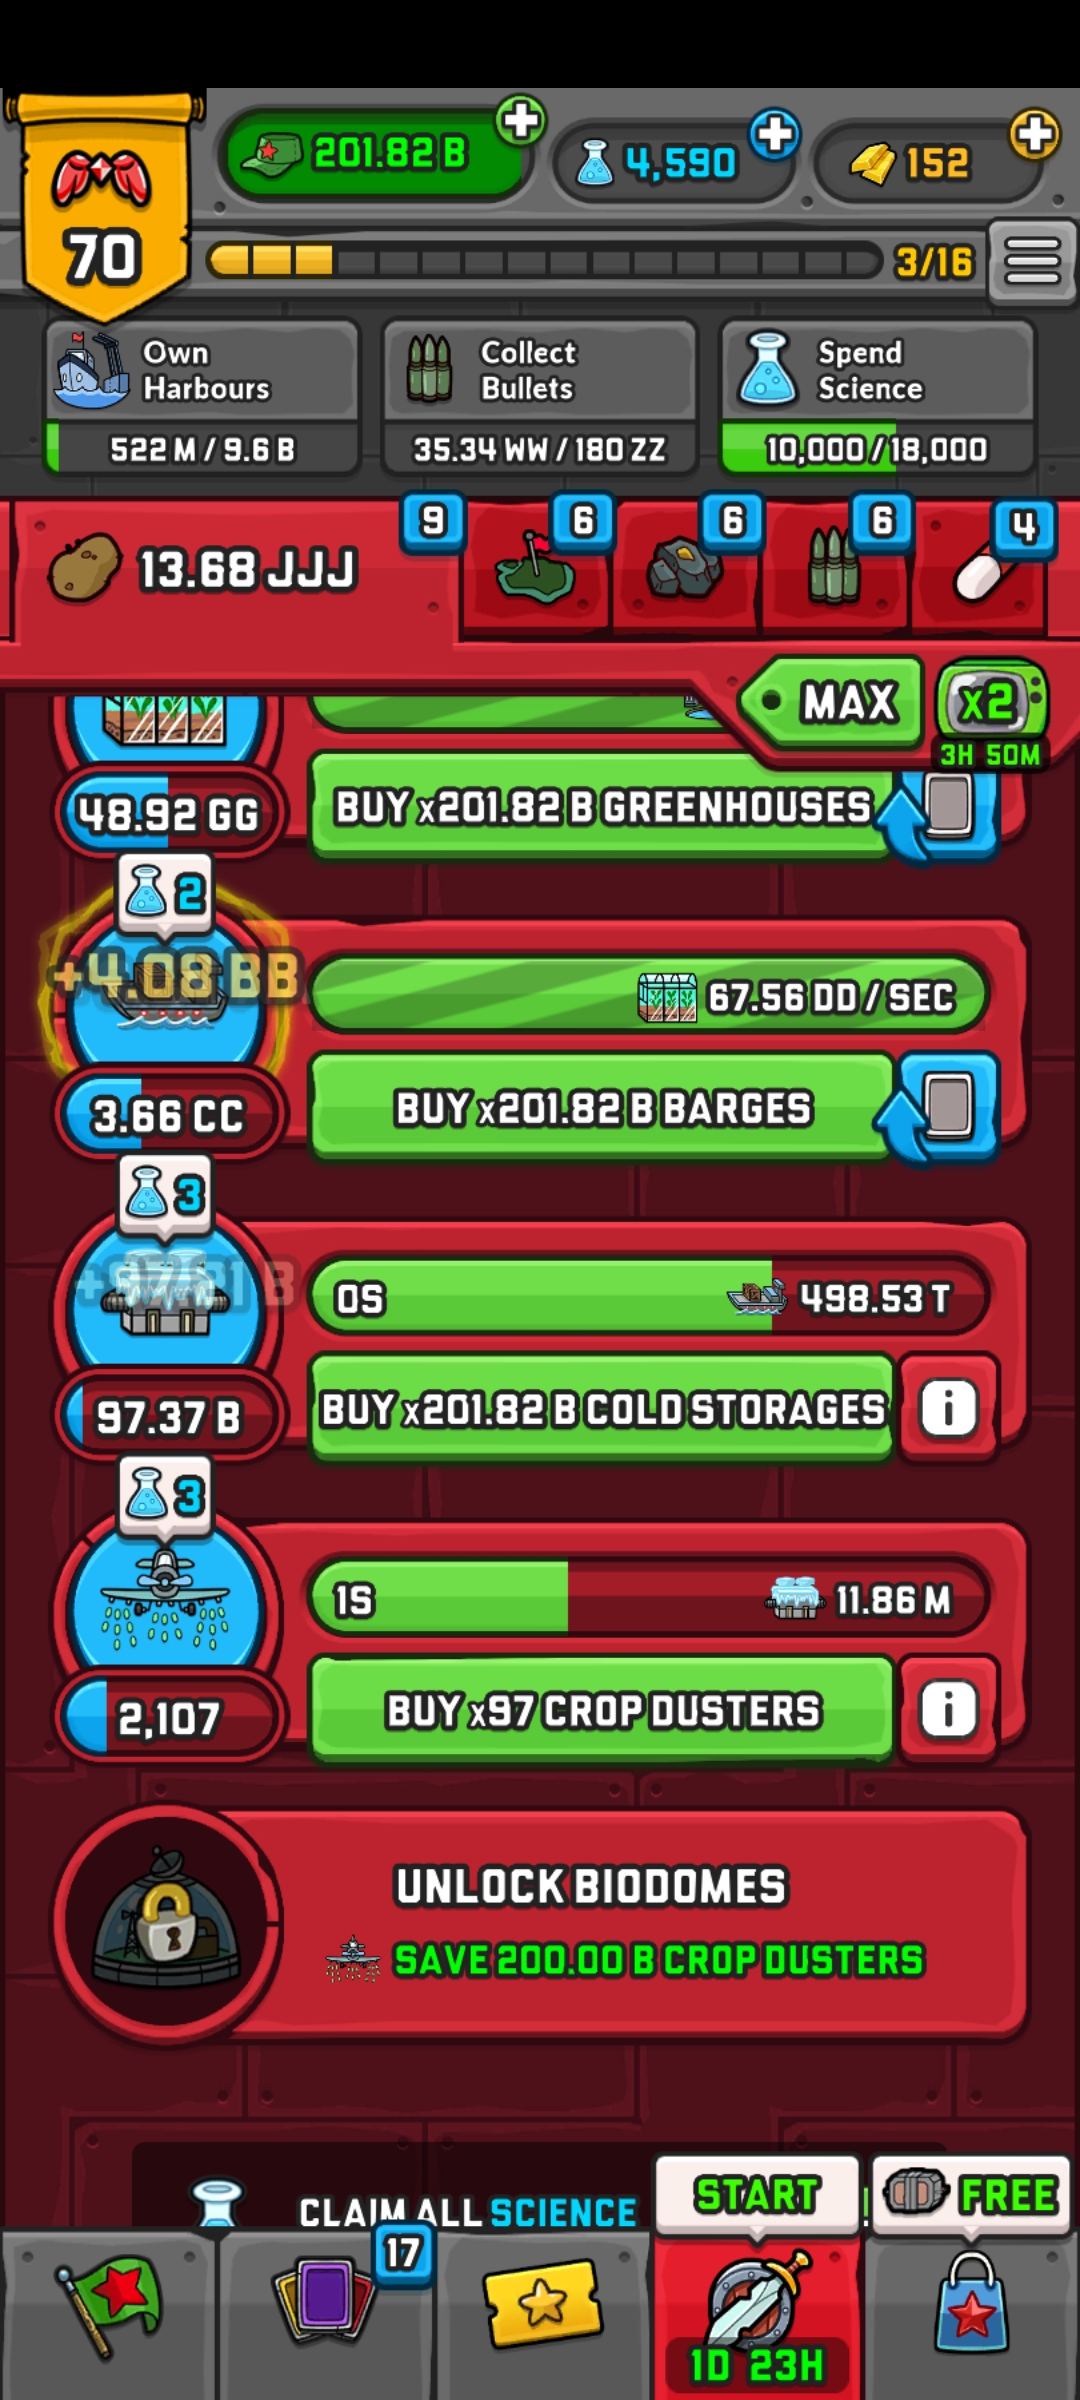 201.82 B
4,590
152
70
3/16
Own
Harbours
522 M / 9.6 B
Collect
Bullets
35.34 WW / 180 ZZ
Spend
Science
10,000 / 18,000
13.68 JJJ
9
6
6
6
4
MAX
x2
3H 50M
48.92 GG
BUY x201.82 B GREENHOUSES
2
+4.08 BB
67.56 DD / SEC
3.66 CC
BUY x201.82 B BARGES
3
0S
498.53 T
97.37 B
BUY x201.82 B COLD STORAGES
i
3
1S
11.86 M
2,107
BUY x97 CROP DUSTERS
i
UNLOCK BIODOMES
SAVE 200.00 B CROP DUSTERS
CLAIM ALL SCIENCE
START
FREE
17
1D 23H